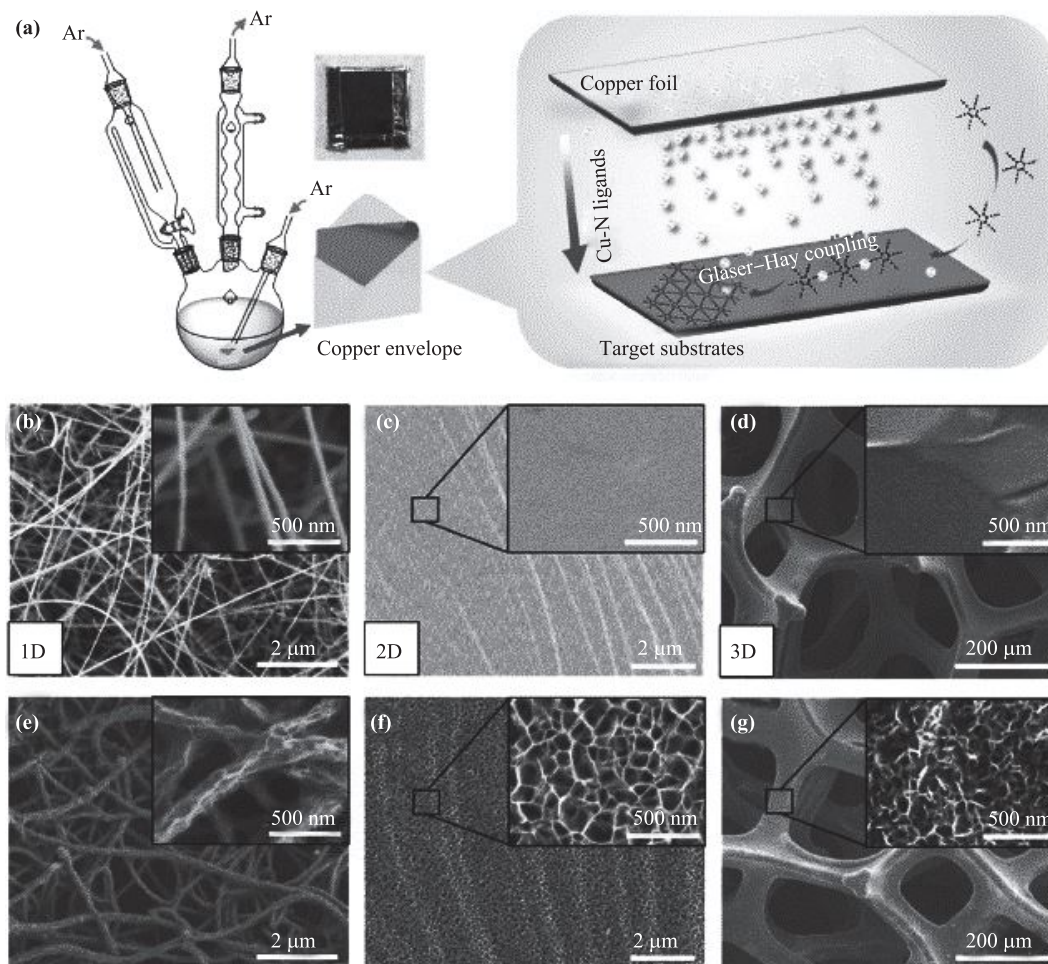 (a)
Ar
Ar
Ar
Copper envelope
Copper foil
Cu-N ligands
Glaser–Hay coupling
Target substrates
(b)
500 nm
1D
2 μm
(c)
500 nm
2D
2 μm
(d)
500 nm
3D
200 μm
(e)
500 nm
2 μm
(f)
500 nm
2 μm
(g)
500 nm
200 μm